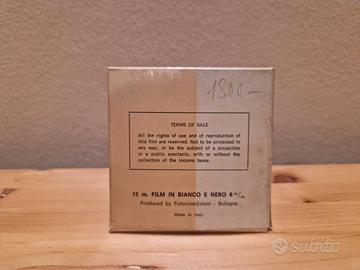 1800-
TERMS OF SALE
All the rights of use and of reproduction of
this film are reserved. Not to be projected in
any way, or be the subject of a projection
in a public spectacle, with or without the
collection of the income taxes.
15 m. FILM IN BIANCO E NERO 8 m/m
Produced by Fotocinedizioni - Bologna
Made in Italy
subito